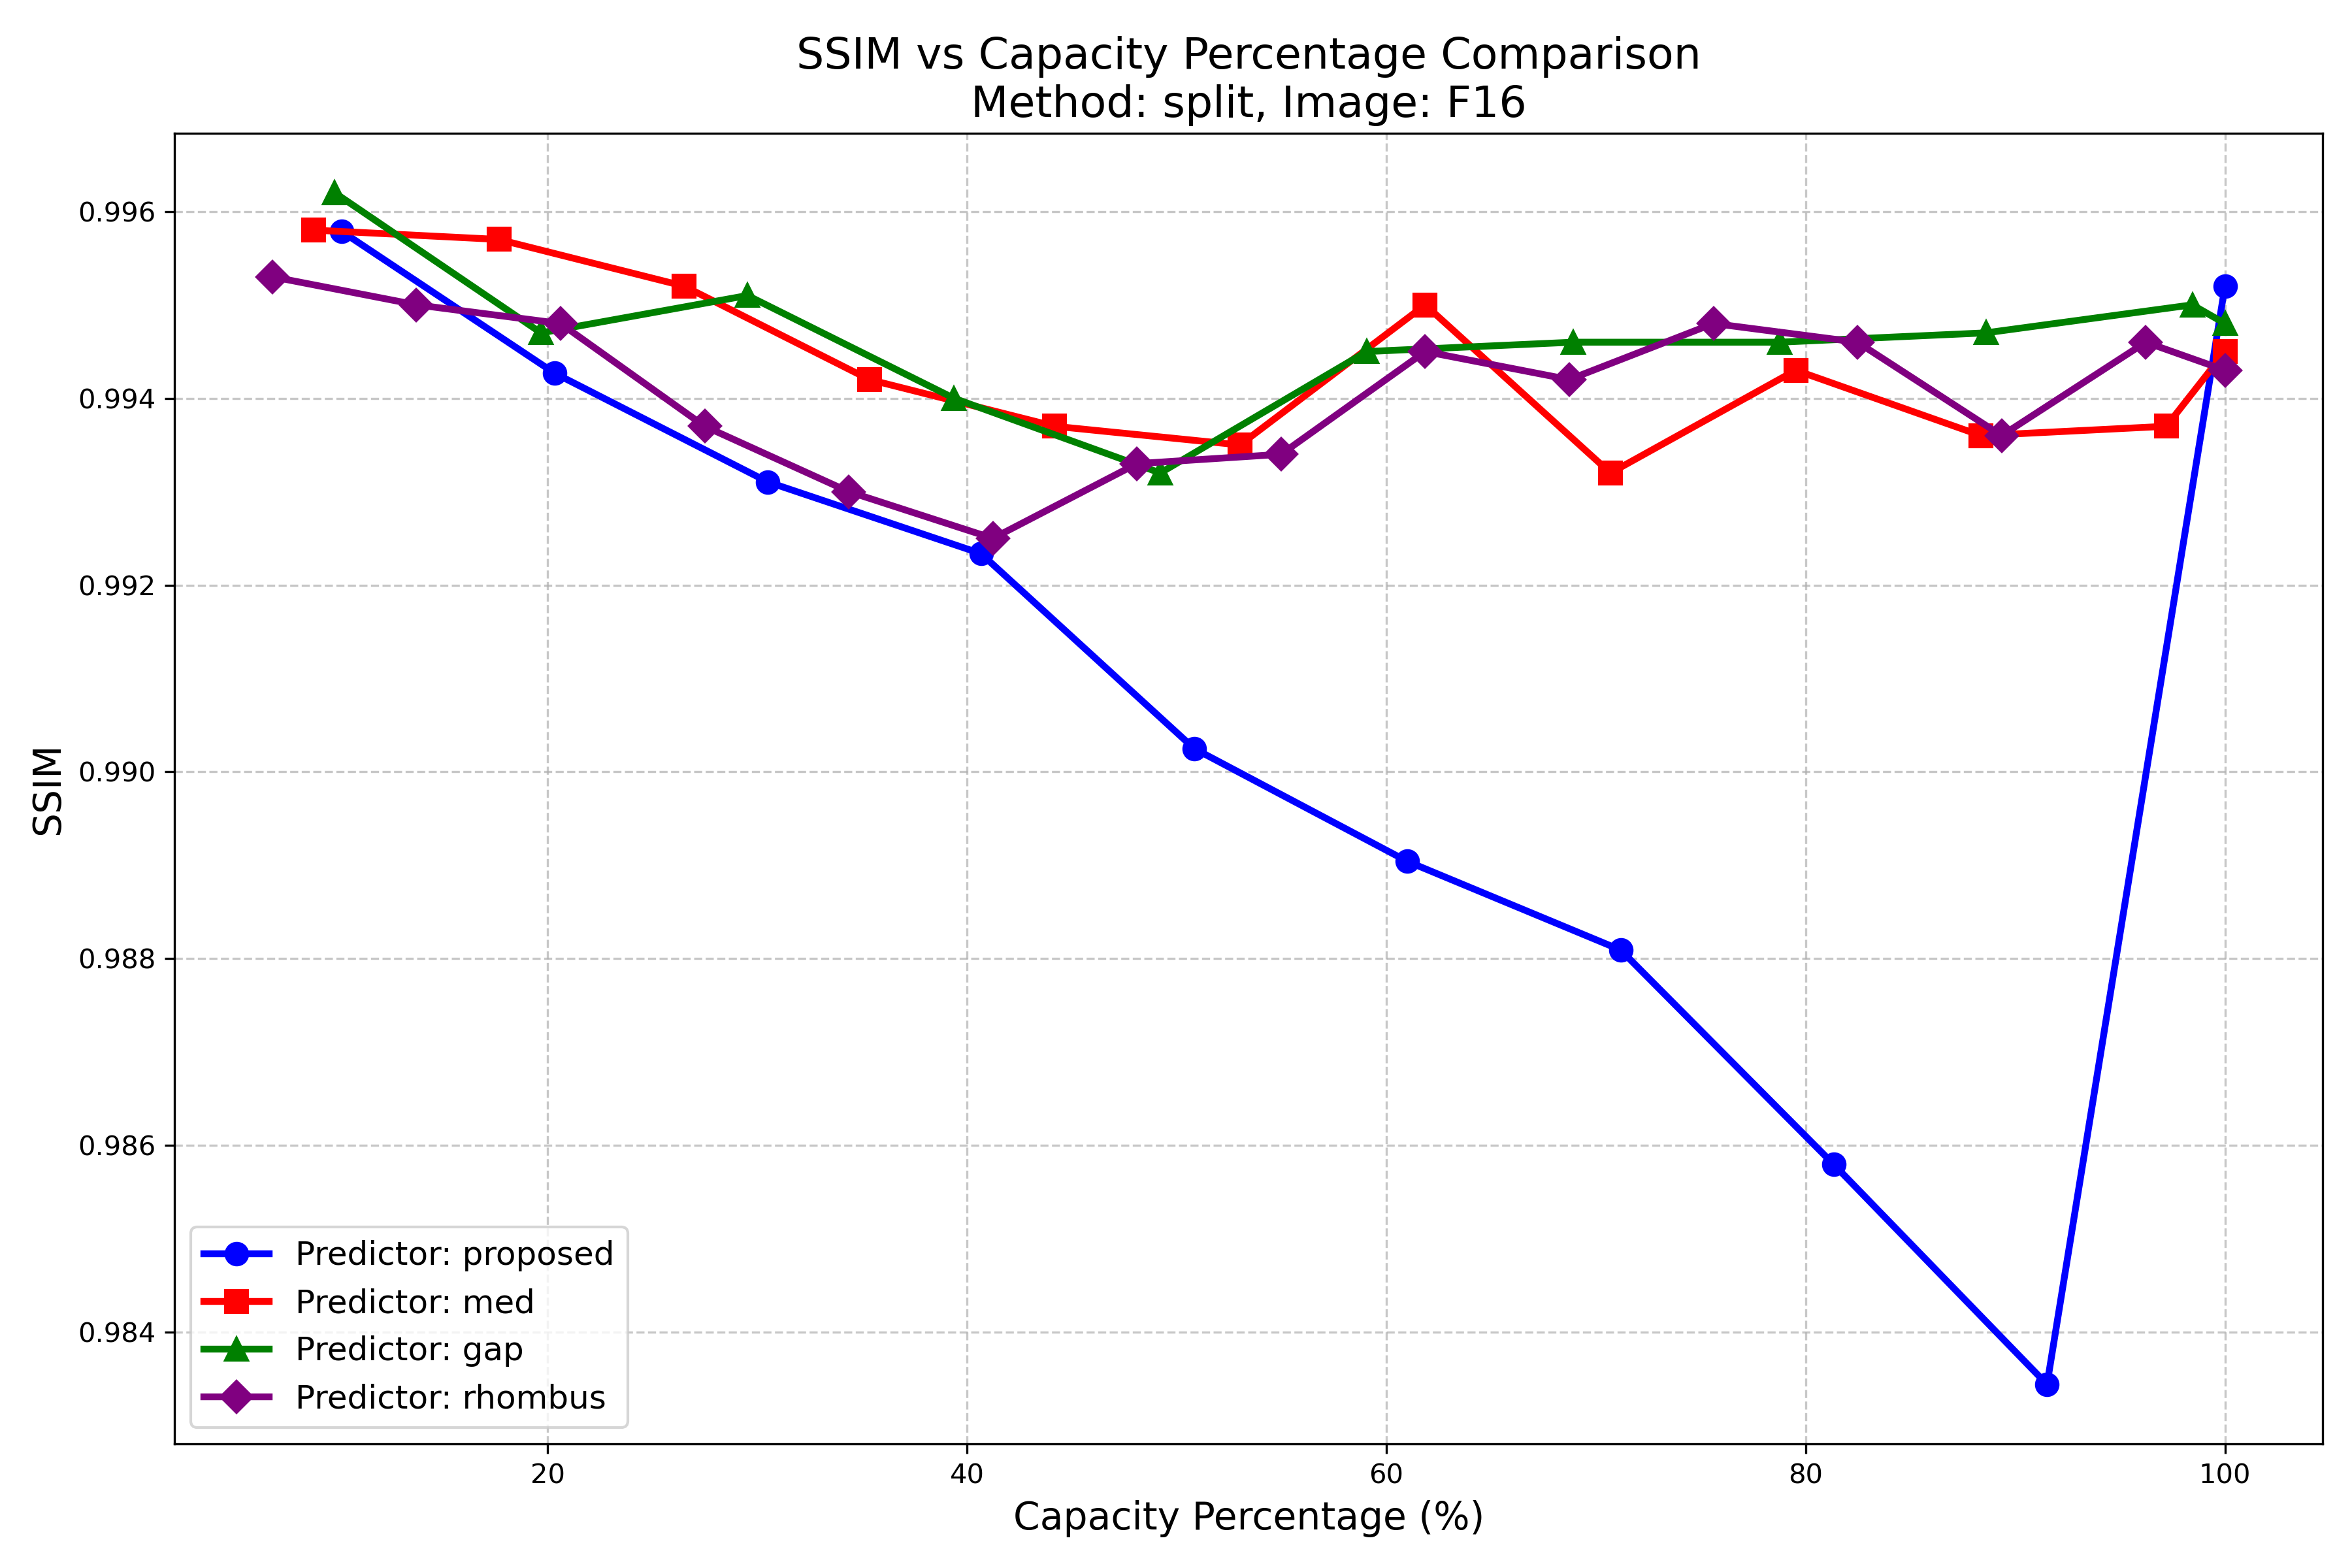 SSIM vs Capacity Percentage Comparison
Method: split, Image: F16
0.996
0.994
0.992
0.990
0.988
0.986
0.984
SSIM
20 40 60 80 100
Capacity Percentage (%)
Predictor: proposed
Predictor: med
Predictor: gap
Predictor: rhombus